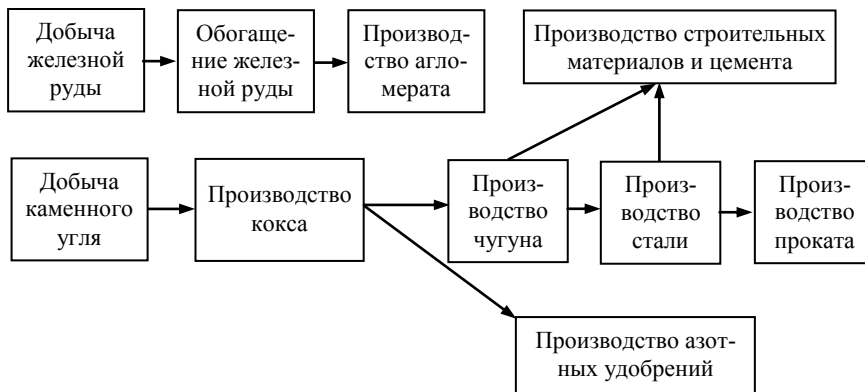 Добыча
железной
руды
Обогаще-
ние желез-
ной руды
Производ-
ство агло-
мерата
Производство строительных
материалов и цемента
Добыча
каменного
угля
Производство
кокса
Произ-
водство
чугуна
Произ-
водство
стали
Произ-
водство
проката
Производство азот-
ных удобрений